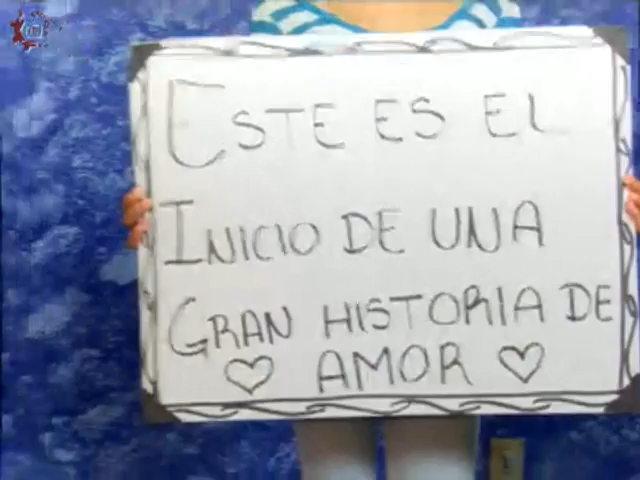 ESTE ES EL
INICIO DE UNA
GRAN HISTORIA DE
AMOR